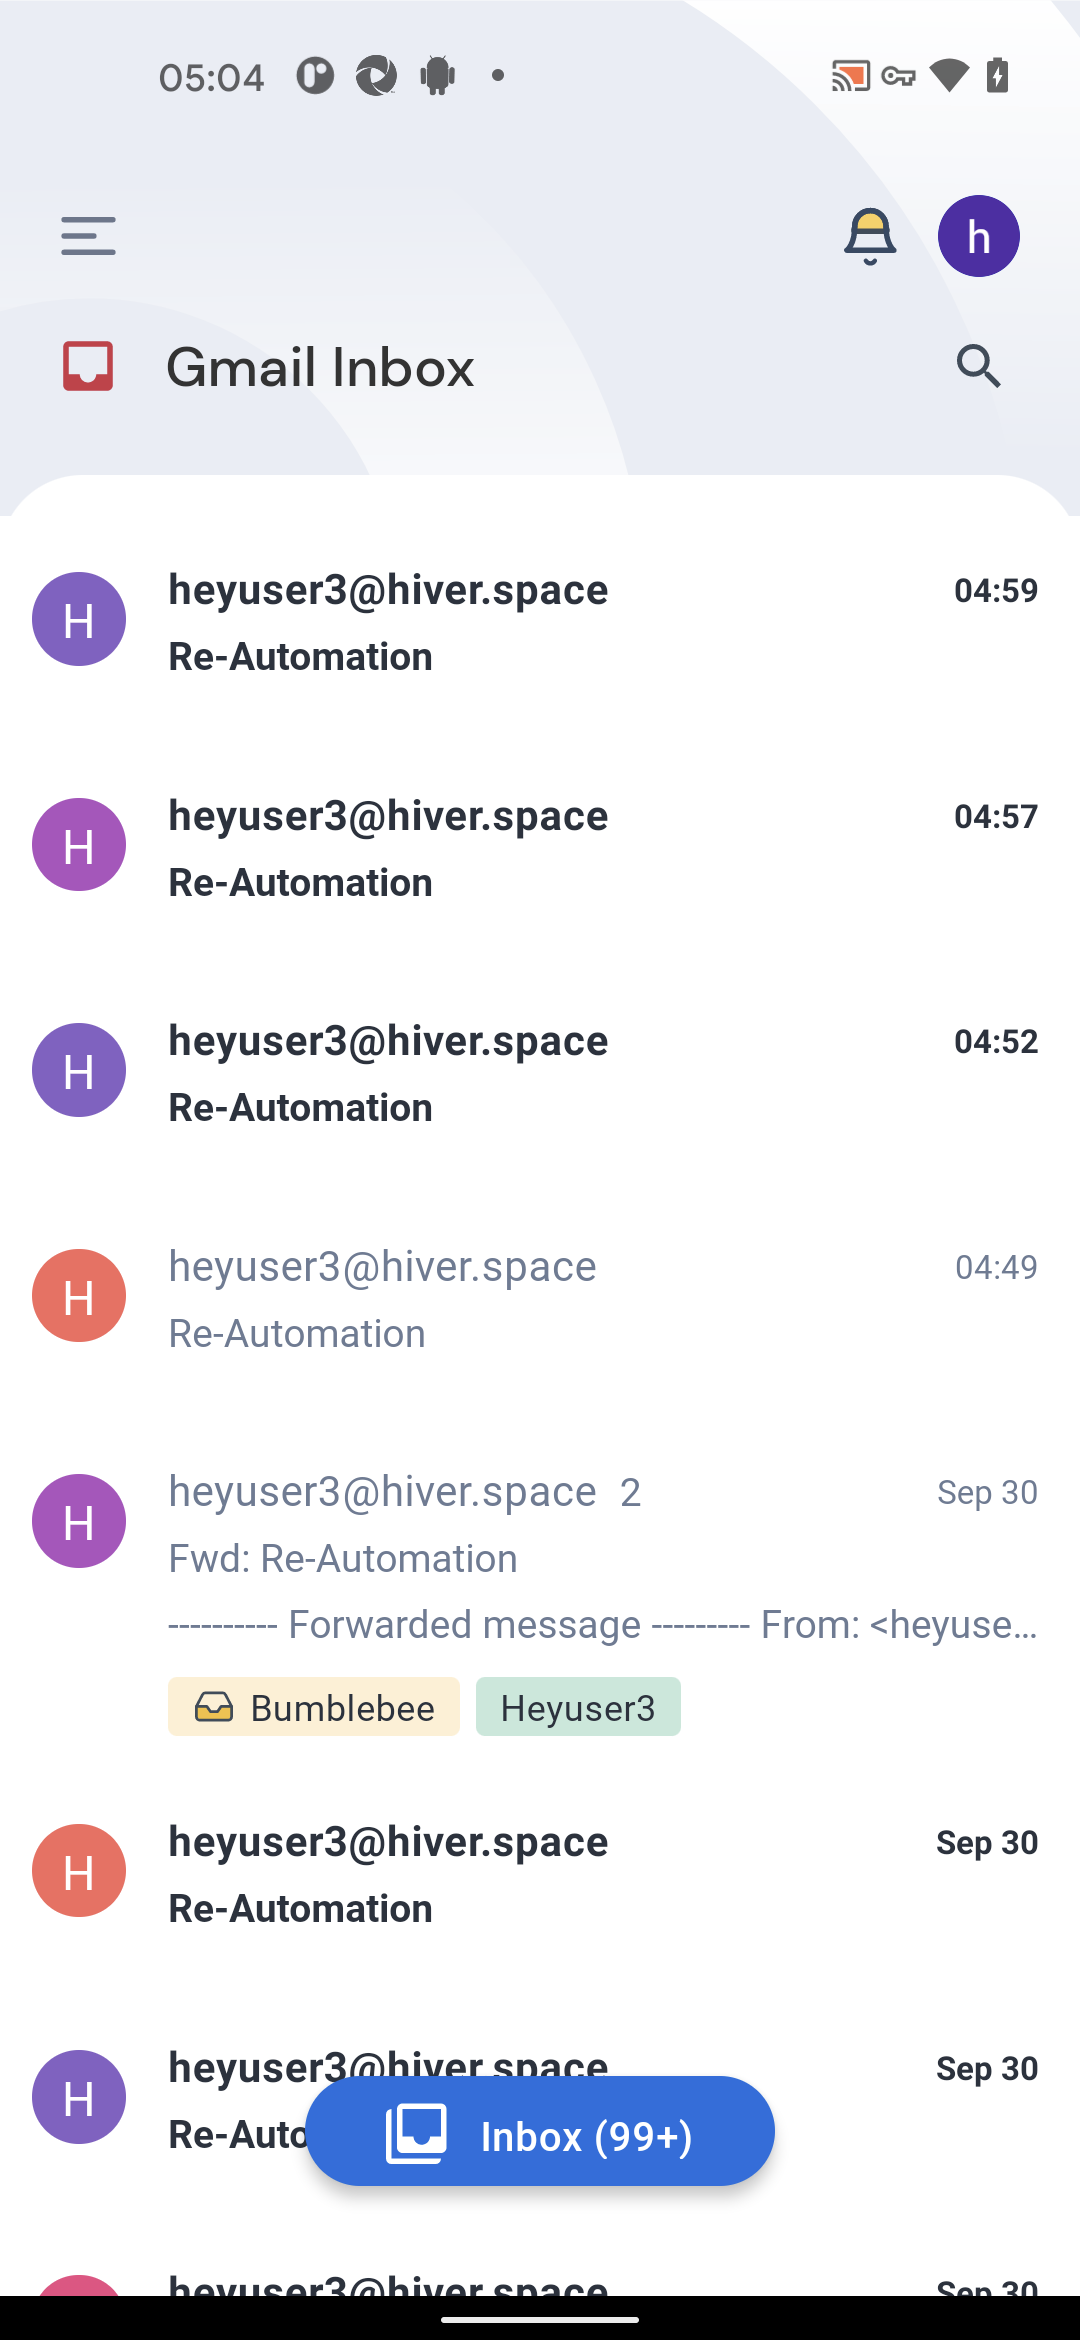 05:04
h
Gmail Inbox
H
heyuser3@hiver.space 04:59
Re-Automation
H
heyuser3@hiver.space 04:57
Re-Automation
H
heyuser3@hiver.space 04:52
Re-Automation
H
heyuser3@hiver.space 04:49
Re-Automation
H
heyuser3@hiver.space 2 Sep 30
Fwd: Re-Automation
---------- Forwarded message --------- From: <heyuse...
Bumblebee Heyuser3
H
heyuser3@hiver.space Sep 30
Re-Automation
H
heyuser3@hiver.space Sep 30
Re-Auto
Inbox (99+)
heyuser3@hiver.space Sep 30